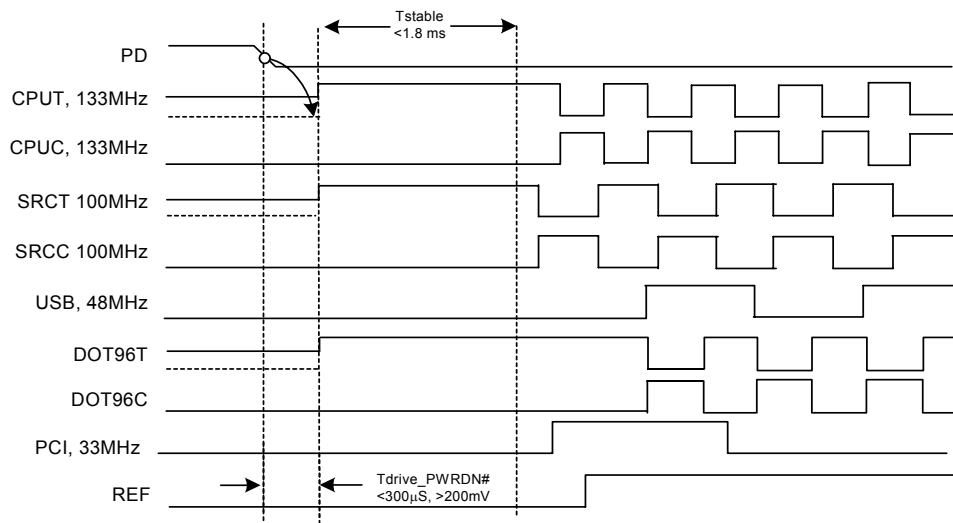 Tstable
<1.8 ms
PD
CPUT, 133MHz
CPUC, 133MHz
SRCT 100MHz
SRCC 100MHz
USB, 48MHz
DOT96T
DOT96C
PCI, 33MHz
Tdrive_PWRDN#
<300µS, >200mV
REF